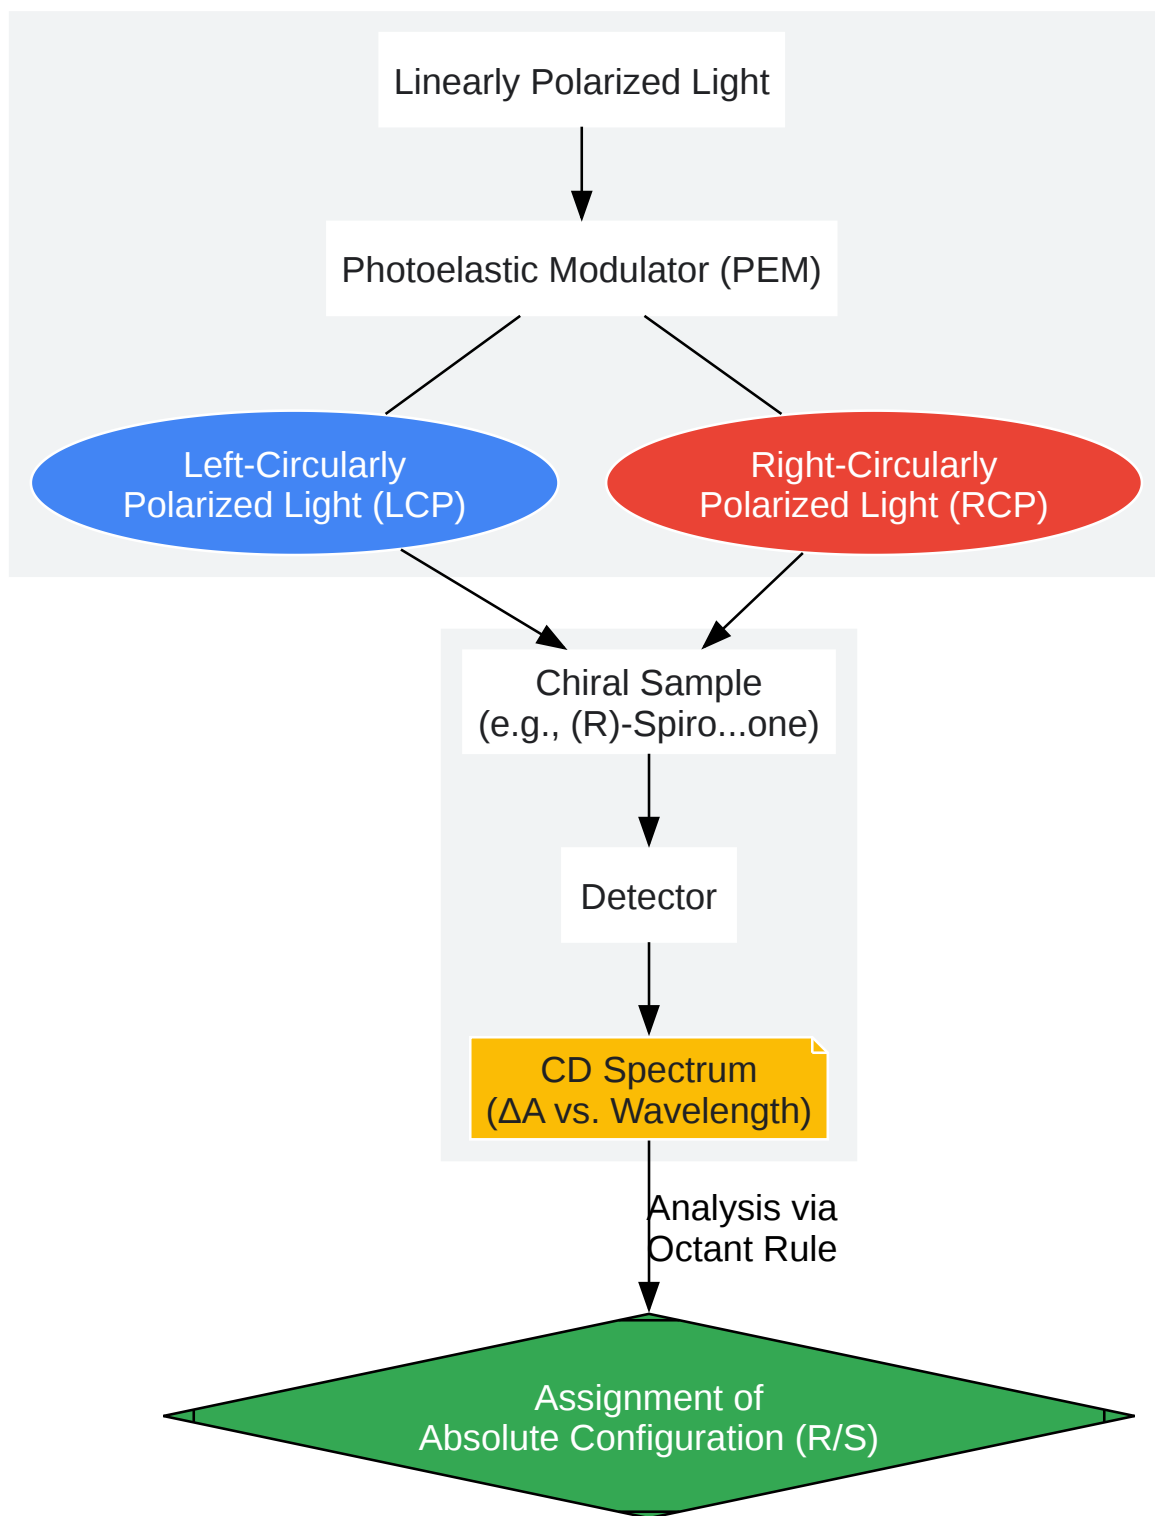 Linearly Polarized Light
Photoelastic Modulator (PEM)
Left-Circularly
Polarized Light (LCP)
Right-Circularly
Polarized Light (RCP)
Chiral Sample
(e.g., (R)-Spiro...one)
Detector
CD Spectrum
(ΔA vs. Wavelength)
Analysis via
Octant Rule
Assignment of
Absolute Configuration (R/S)